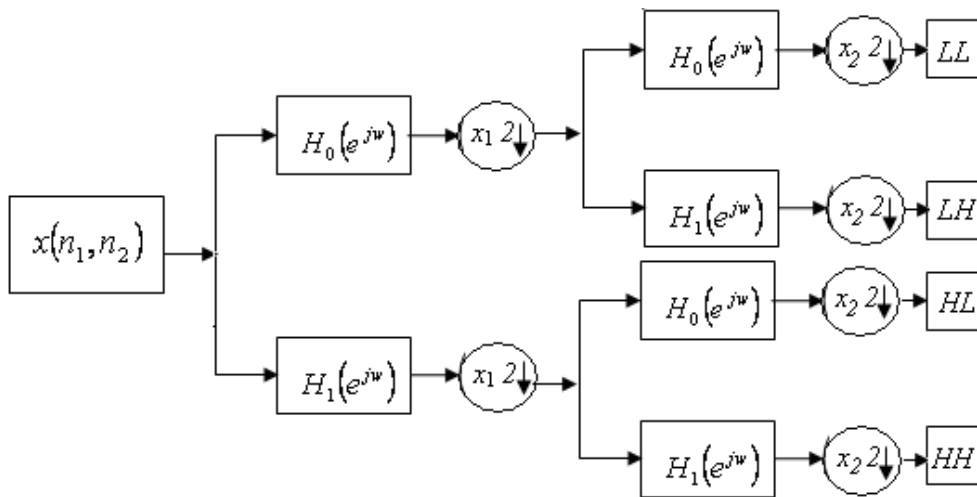 H₀(e^{jw})
x₂ 2↓
LL
H₀(e^{jw})
x₁ 2↓
H₁(e^{jw})
x₂ 2↓
LH
x(n₁,n₂)
H₀(e^{jw})
x₂ 2↓
HL
H₁(e^{jw})
x₁ 2↓
H₁(e^{jw})
x₂ 2↓
HH